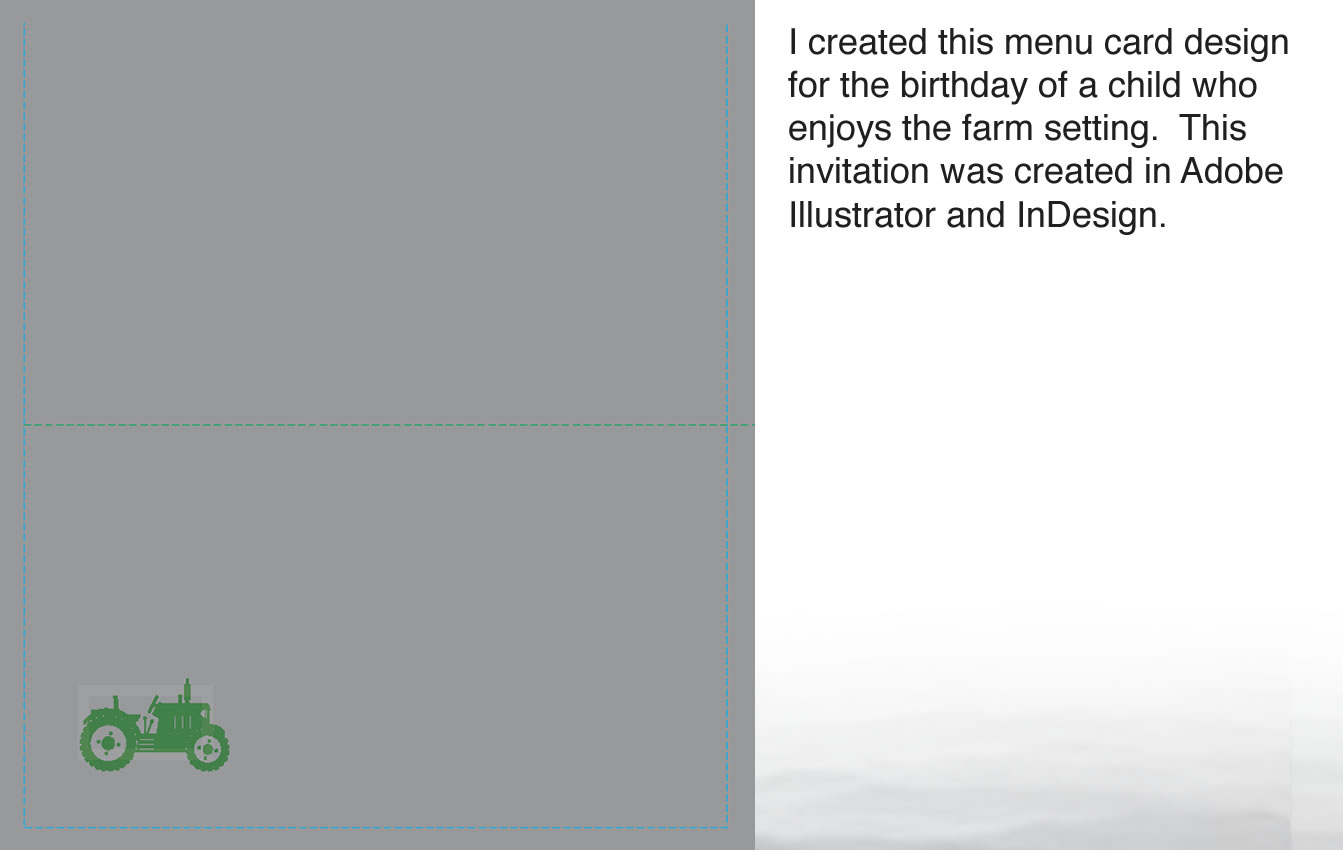 I created this menu card design
for the birthday of a child who
enjoys the farm setting.  This
invitation was created in Adobe
Illustrator and InDesign.